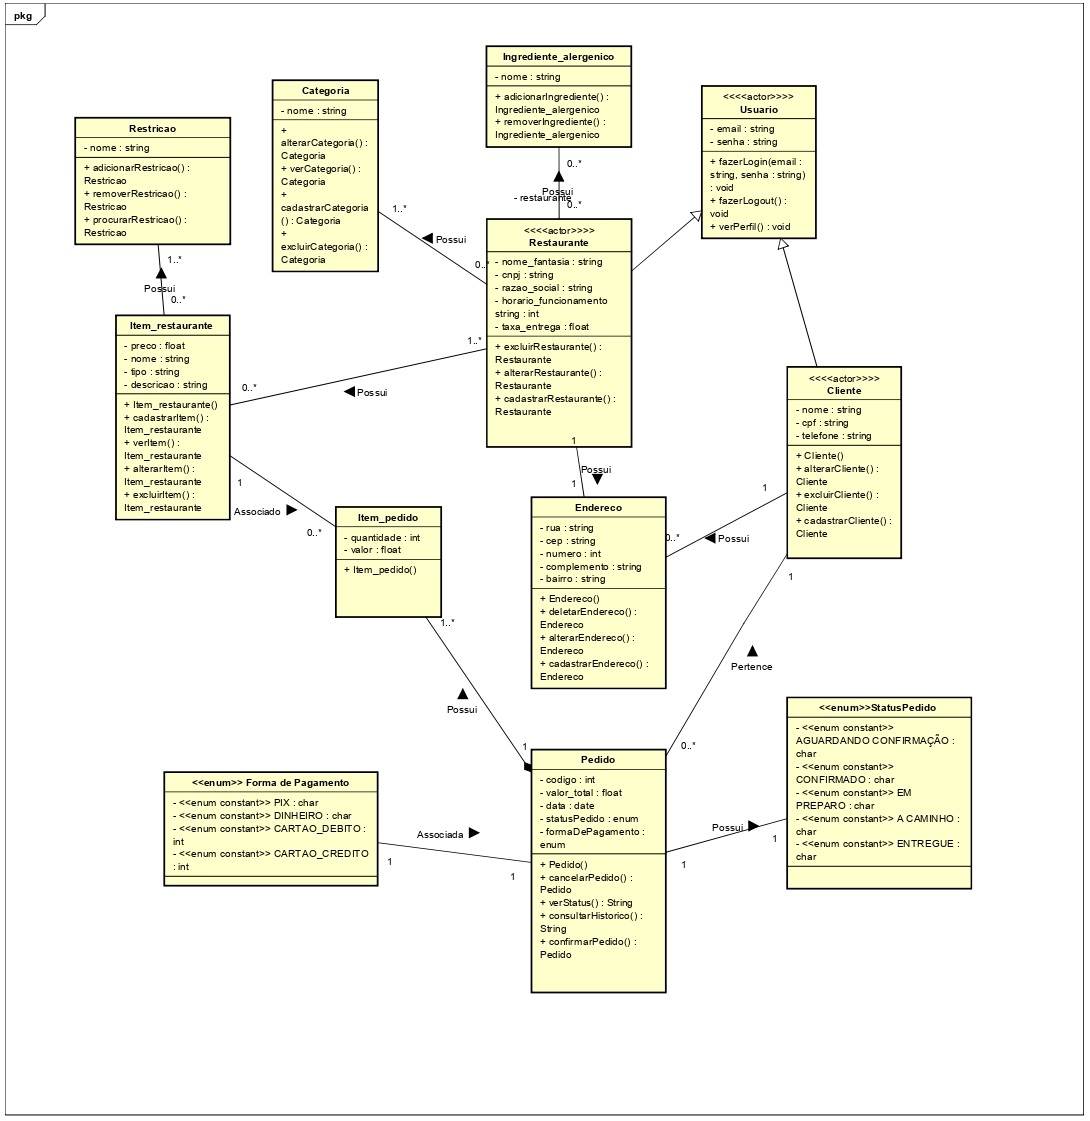 pkg
Ingrediente_alergenico
- nome : string
+ adicionarIngrediente() :
Ingrediente_alergenico
+ removerIngrediente() :
Ingrediente_alergenico
Categoria
- nome : string
+
alterarCategoria() :
Categoria
+ verCategoria() :
Categoria
+
cadastrarCategoria
() : Categoria
+
excluirCategoria() :
Categoria
<<<<actor>>>>
Usuario
- email : string
- senha : string
+ fazerLogin(email :
string, senha : string)
: void
+ fazerLogout() :
void
+ verPerfil() : void
Restricao
- nome : string
+ adicionarRestricao() :
Restricao
+ removerRestricao() :
Restricao
+ procurarRestricao() :
Restricao
0..*
Possui
- restaurante
0..*
1..*
Possui
0..*
<<<<actor>>>>
Restaurante
- nome_fantasia : string
- cnpj : string
- razao_social : string
- horario_funcionamento
string : int
- taxa_entrega : float
+ excluirRestaurante() :
Restaurante
+ alterarRestaurante() :
Restaurante
+ cadastrarRestaurante() :
Restaurante
1..*
Possui
0..*
Item_restaurante
- preco : float
- nome : string
- tipo : string
- descricao : string
+ Item_restaurante()
+ cadastrarItem() :
Item_restaurante
+ verItem() :
Item_restaurante
+ alterarItem() :
Item_restaurante
+ excluirItem() :
Item_restaurante
1..*
0..*
Possui
<<<<actor>>>>
Cliente
- nome : string
- cpf : string
- telefone : string
+ Cliente()
+ alterarCliente() :
Cliente
+ excluirCliente() :
Cliente
+ cadastrarCliente() :
Cliente
1
Possui
1
1
Associado
0..*
Item_pedido
- quantidade : int
- valor : float
+ Item_pedido()
Endereco
- rua : string
- cep : string
- numero : int
- complemento : string
- bairro : string
+ Endereco()
+ deletarEndereco() :
Endereco
+ alterarEndereco() :
Endereco
+ cadastrarEndereco() :
Endereco
1
0..*
Possui
1
Pertence
0..*
1..*
Possui
1
<<enum>>StatusPedido
- <<enum constant>>
AGUARDANDO CONFIRMAÇÃO :
char
- <<enum constant>>
CONFIRMADO : char
- <<enum constant>> EM
PREPARO : char
- <<enum constant>> A CAMINHO :
char
- <<enum constant>> ENTREGUE :
char
Pedido
- codigo : int
- valor_total : float
- data : date
- statusPedido : enum
- formaDePagamento :
enum
+ Pedido()
+ cancelarPedido() :
Pedido
+ verStatus() : String
+ consultarHistorico() :
String
+ confirmarPedido() :
Pedido
<<enum>> Forma de Pagamento
- <<enum constant>> PIX : char
- <<enum constant>> DINHEIRO : char
- <<enum constant>> CARTAO_DEBITO :
int
- <<enum constant>> CARTAO_CREDITO
: int
Associada
1
1
Possui
1
1